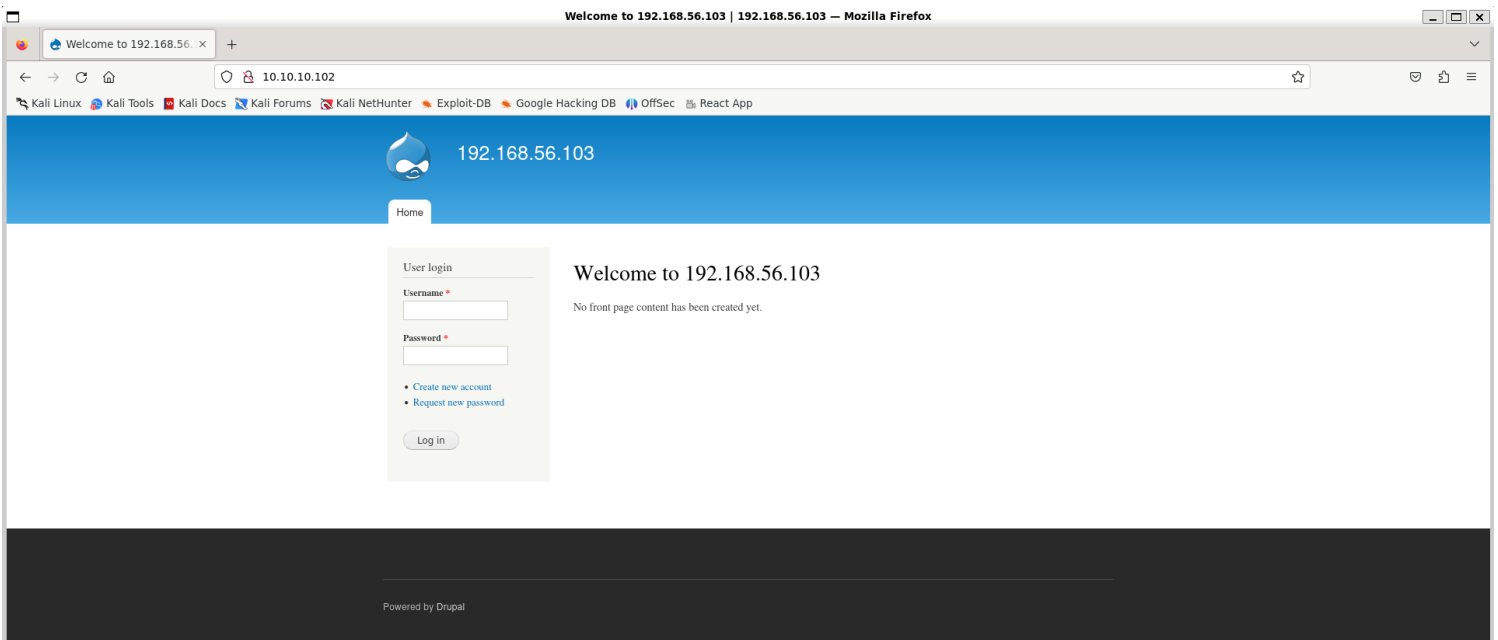 Welcome to 192.168.56.103 | 192.168.56.103 — Mozilla Firefox
Welcome to 192.168.56.
10.10.10.102
Kali Linux Kali Tools Kali Docs Kali Forums Kali NetHunter Exploit-DB Google Hacking DB OffSec React App
192.168.56.103
Home
User login
Username *
Password *
Create new account
Request new password
Log in
Welcome to 192.168.56.103
No front page content has been created yet.
Powered by Drupal